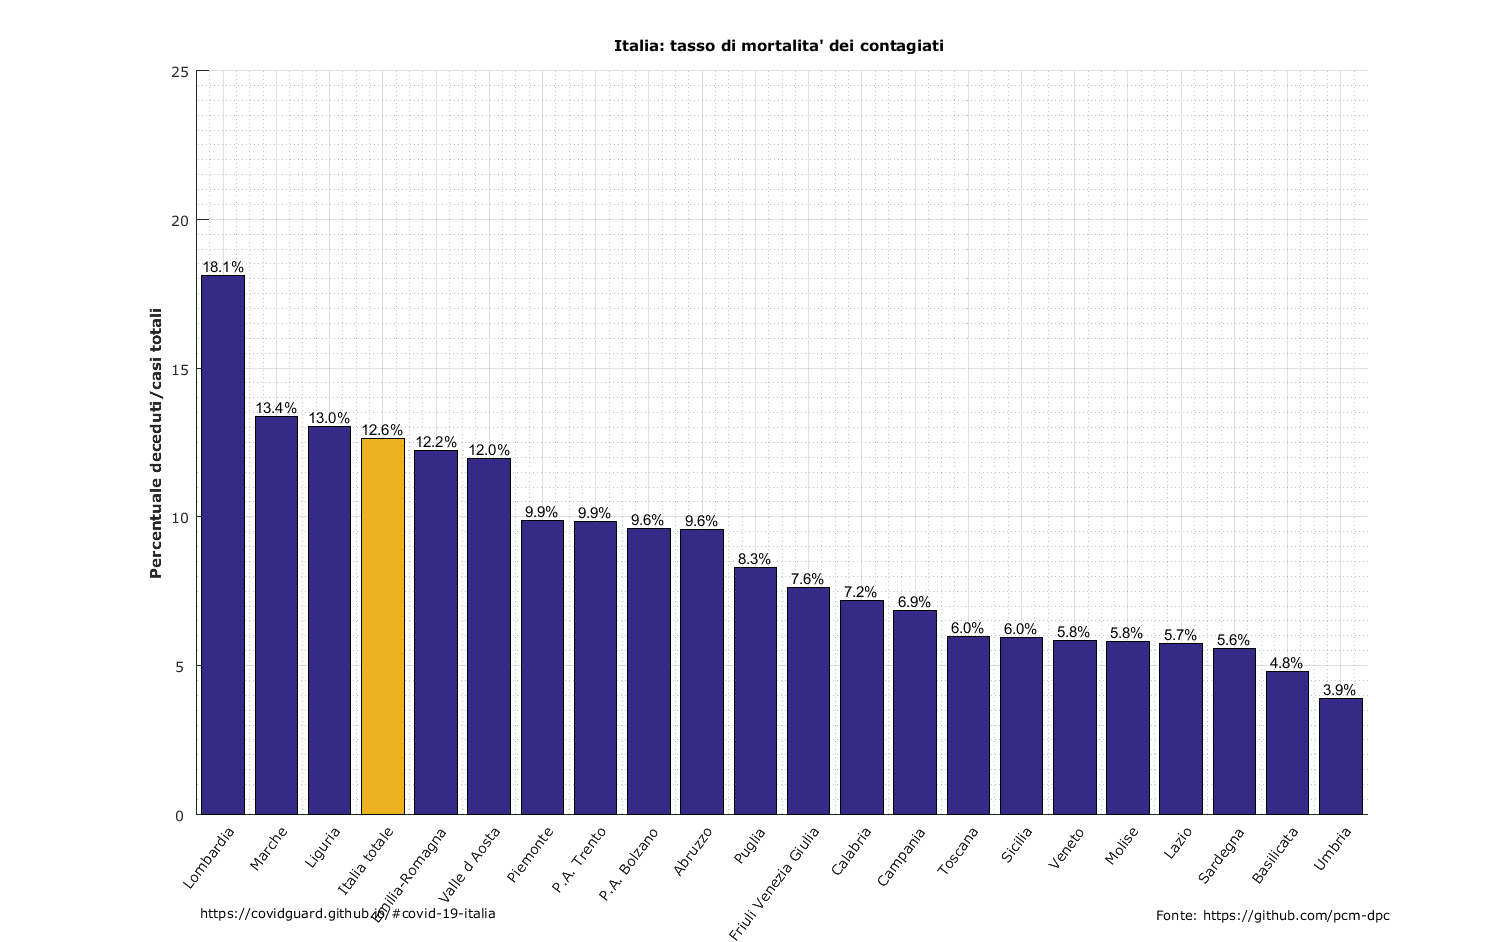 Italia: tasso di mortalita' dei contagiati
Percentuale deceduti/casi totali
25
20
15
10
5
0
18.1%
13.4%
13.0%
12.6%
12.2%
12.0%
9.9%
9.9%
9.6%
9.6%
8.3%
7.6%
7.2%
6.9%
6.0%
6.0%
5.8%
5.8%
5.7%
5.6%
4.8%
3.9%
Lombardia
Marche
Liguria
Italia totale
Emilia-Romagna
Valle d Aosta
Piemonte
P.A. Trento
P.A. Bolzano
Abruzzo
Puglia
Friuli Venezia Giulia
Calabria
Campania
Toscana
Sicilia
Veneto
Molise
Lazio
Sardegna
Basilicata
Umbria
https://covidguard.github.io/#covid-19-italia
Fonte: https://github.com/pcm-dpc